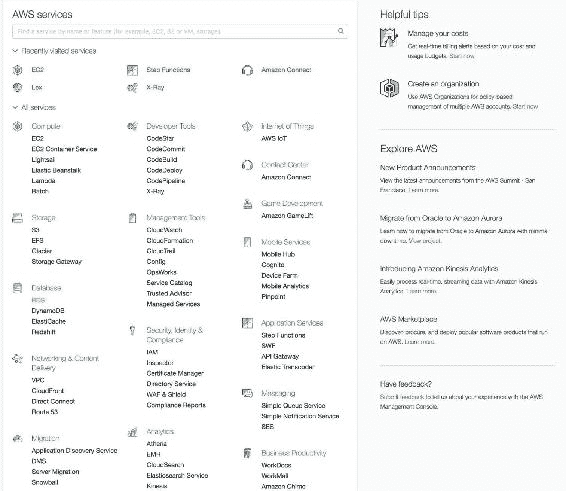 AWS services
Find a service by name or feature (for example, EC2, S3 or VM, storage).
Recently visited services
EC2
Step Functions
Amazon Connect
Lex
X-Ray
All services
Compute
EC2
EC2 Container Service
Lightsail
Elastic Beanstalk
Lambda
Batch
Storage
S3
EFS
Glacier
Storage Gateway
Database
RDS
DynamoDB
ElastiCache
Redshift
Networking & Content
Delivery
VPC
CloudFront
Direct Connect
Route 53
Migration
Application Discovery Service
DMS
Server Migration
Snowball
Developer Tools
CodeStar
CodeCommit
CodeBuild
CodeDeploy
CodePipeline
X-Ray
Management Tools
CloudWatch
CloudFormation
CloudTrail
Config
OpsWorks
Service Catalog
Trusted Advisor
Managed Services
Security, Identity &
Compliance
IAM
Inspector
Certificate Manager
Directory Service
WAF & Shield
Compliance Reports
Analytics
Athena
EMR
CloudSearch
Elasticsearch Service
Kinesis
Internet of Things
AWS IoT
Contact Center
Amazon Connect
Game Development
Amazon GameLift
Mobile Services
Mobile Hub
Cognito
Device Farm
Mobile Analytics
Pinpoint
Application Services
Step Functions
SWF
API Gateway
Elastic Transcoder
Messaging
Simple Queue Service
Simple Notification Service
SES
Business Productivity
WorkDocs
WorkMail
Amazon Chime
Helpful tips
Manage your costs
Get real-time billing alerts based on your cost and
usage budgets. Start now
Create an organization
Use AWS Organizations for policy-based
management of multiple AWS accounts. Start now
Explore AWS
New Product Announcements
View the latest announcements from the AWS Summit - San
Francisco. Learn more.
Migrate from Oracle to Amazon Aurora
Learn how to migrate from Oracle to Amazon Aurora with minimal
downtime. View project.
Introducing Amazon Kinesis Analytics
Easily process real-time, streaming data with Amazon Kinesis
Analytics. Learn more.
AWS Marketplace
Discover, procure, and deploy popular software products that run
on AWS. Learn more.
Have feedback?
Submit feedback to tell us about your experience with the AWS
Management Console.